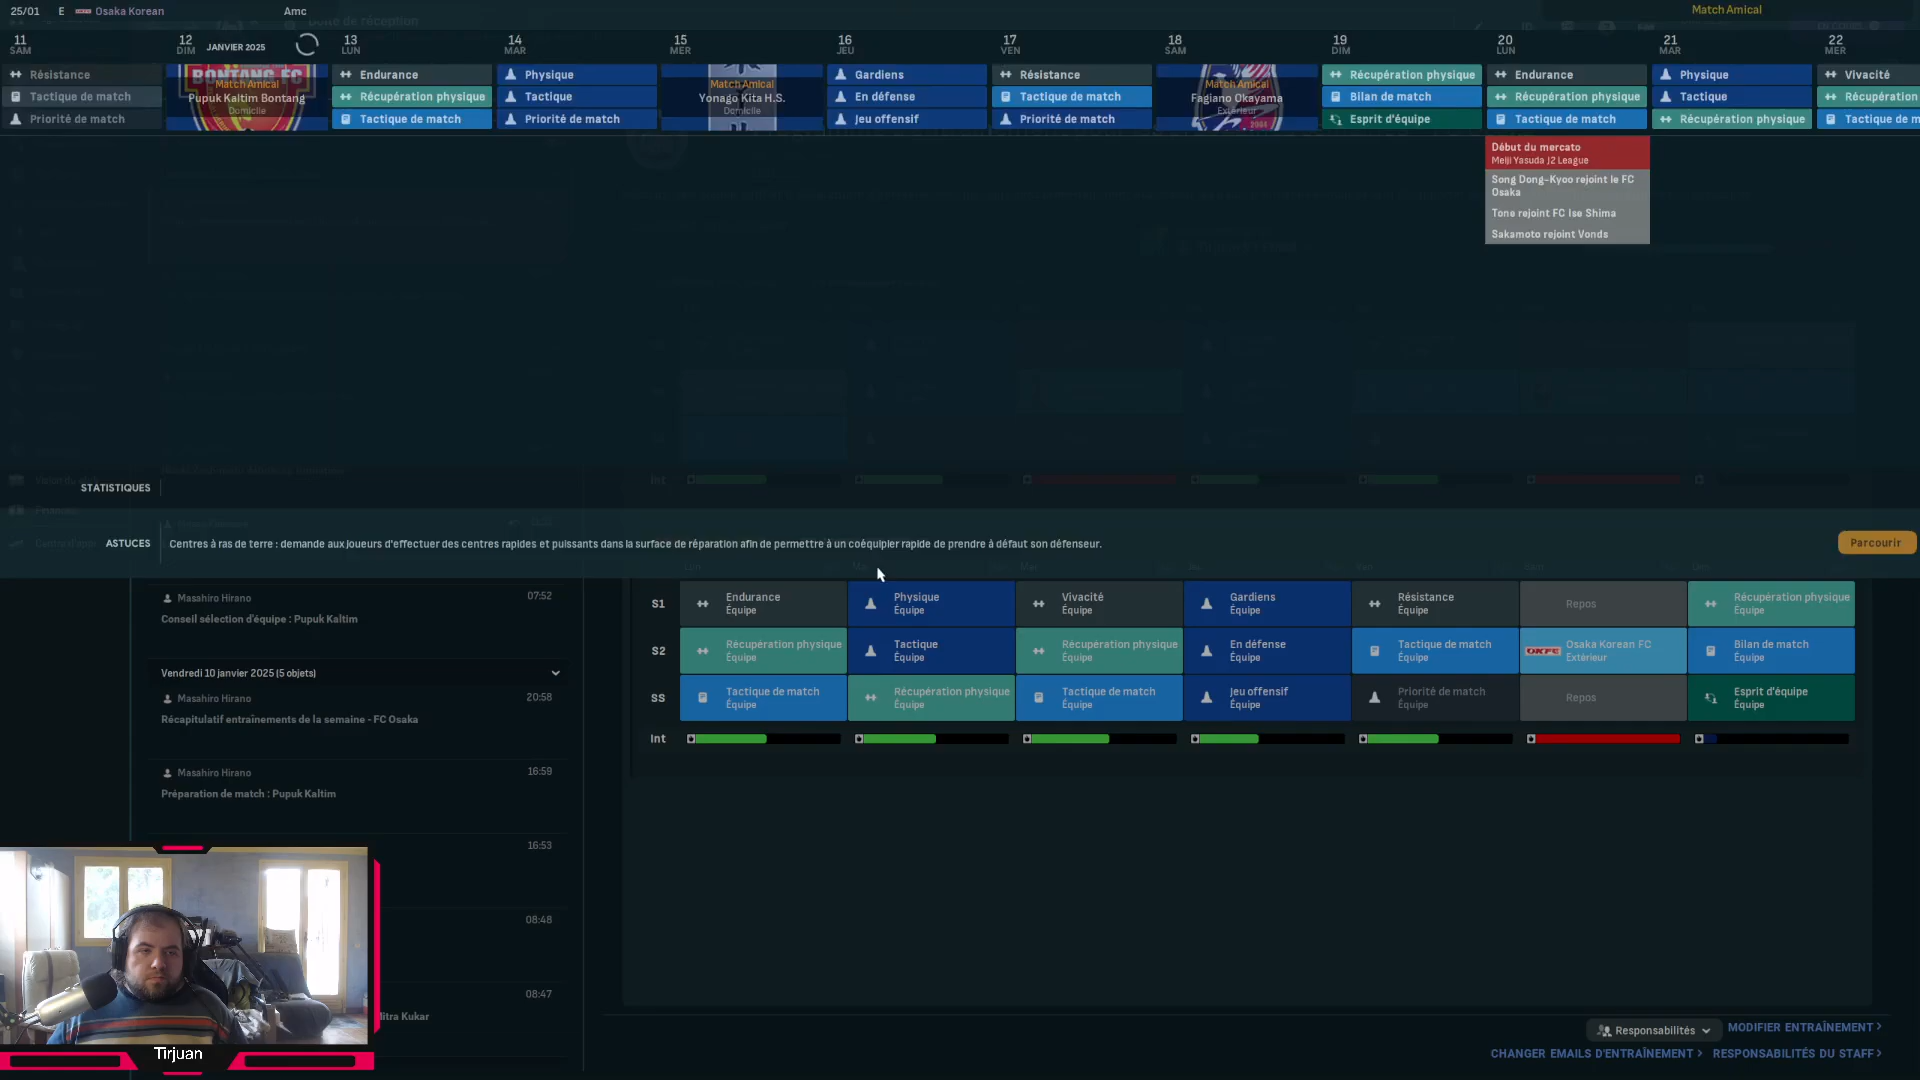 25/01 E Osaka Korean Amc Match Amical
11 SAM
12 DIM JANVIER 2025
13 LUN
14 MAR
15 MER
16 JEU
17 VEN
18 SAM
19 DIM
20 LUN
21 MAR
22 MER
Résistance
Tactique de match
Priorité de match
BONTANG FC
Match Amical
Pupuk Kaltim Bontang
Domicile
Endurance
Récupération physique
Tactique de match
Physique
Tactique
Priorité de match
Match Amical
Yonago Kita H.S.
Domicile
Gardiens
En défense
Jeu offensif
Résistance
Tactique de match
Priorité de match
Match Amical
Fagiano Okayama
Extérieur
Récupération physique
Bilan de match
Esprit d'équipe
Endurance
Récupération physique
Tactique de match
Physique
Tactique
Récupération physique
Vivacité
Récupération
Tactique de m
Début du mercato
Meiji Yasuda J2 League
Song Dong-Kyoo rejoint le FC
Osaka
Tone rejoint FC Ise Shima
Sakamoto rejoint Vonds
STATISTIQUES
ASTUCES Centres à ras de terre : demande aux joueurs d'effectuer des centres rapides et puissants dans la surface de réparation afin de permettre à un coéquipier rapide de prendre à défaut son défenseur. Parcourir
Masahiro Hirano 07:52
Conseil sélection d'équipe : Pupuk Kaltim
Vendredi 10 janvier 2025 (5 objets)
Masahiro Hirano 20:58
Récapitulatif entraînements de la semaine - FC Osaka
Masahiro Hirano 16:59
Préparation de match : Pupuk Kaltim
16:53
08:48
08:47
Mitra Kukar
S1
Endurance
Équipe
Physique
Équipe
Vivacité
Équipe
Gardiens
Équipe
Résistance
Équipe
Repos
Récupération physique
Équipe
S2
Récupération physique
Équipe
Tactique
Équipe
Récupération physique
Équipe
En défense
Équipe
Tactique de match
Équipe
OKFC Osaka Korean FC
Extérieur
Bilan de match
Équipe
SS
Tactique de match
Équipe
Récupération physique
Équipe
Tactique de match
Équipe
Jeu offensif
Équipe
Priorité de match
Équipe
Repos
Esprit d'équipe
Équipe
Int
Responsabilités MODIFIER ENTRAÎNEMENT
CHANGER EMAILS D'ENTRAÎNEMENT RESPONSABILITÉS DU STAFF
Tirjuan